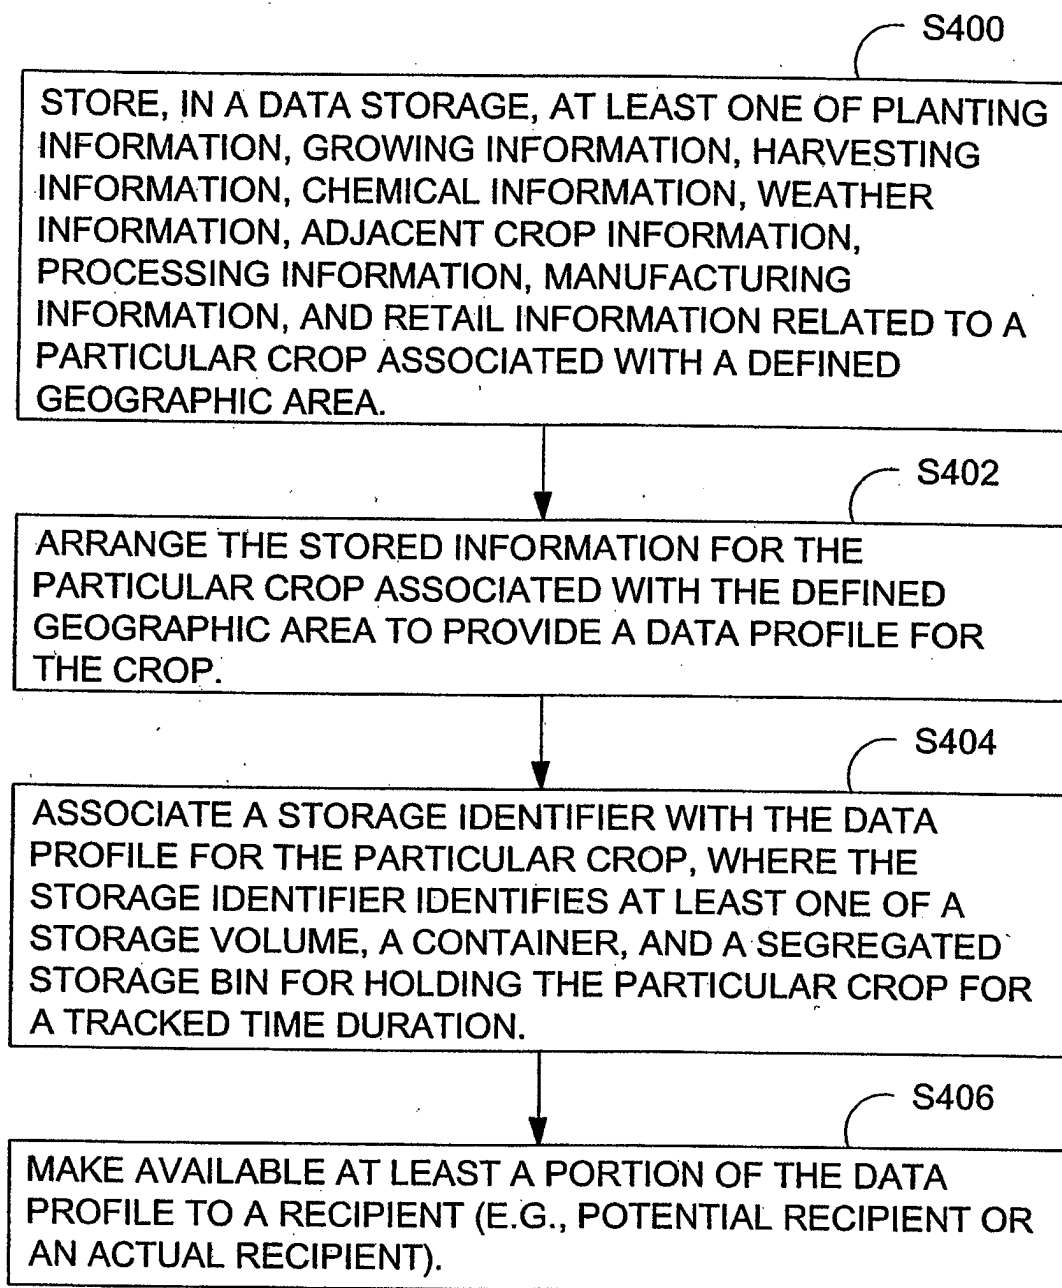 S400
STORE, IN A DATA STORAGE, AT LEAST ONE OF PLANTING
INFORMATION, GROWING INFORMATION, HARVESTING
INFORMATION, CHEMICAL INFORMATION, WEATHER
INFORMATION, ADJACENT CROP INFORMATION,
PROCESSING INFORMATION, MANUFACTURING
INFORMATION, AND RETAIL INFORMATION RELATED TO A
PARTICULAR CROP ASSOCIATED WITH A DEFINED
GEOGRAPHIC AREA.
S402
ARRANGE THE STORED INFORMATION FOR THE
PARTICULAR CROP ASSOCIATED WITH THE DEFINED
GEOGRAPHIC AREA TO PROVIDE A DATA PROFILE FOR
THE CROP.
S404
ASSOCIATE A STORAGE IDENTIFIER WITH THE DATA
PROFILE FOR THE PARTICULAR CROP, WHERE THE
STORAGE IDENTIFIER IDENTIFIES AT LEAST ONE OF A
STORAGE VOLUME, A CONTAINER, AND A SEGREGATED
STORAGE BIN FOR HOLDING THE PARTICULAR CROP FOR
A TRACKED TIME DURATION.
S406
MAKE AVAILABLE AT LEAST A PORTION OF THE DATA
PROFILE TO A RECIPIENT (E.G., POTENTIAL RECIPIENT OR
AN ACTUAL RECIPIENT).